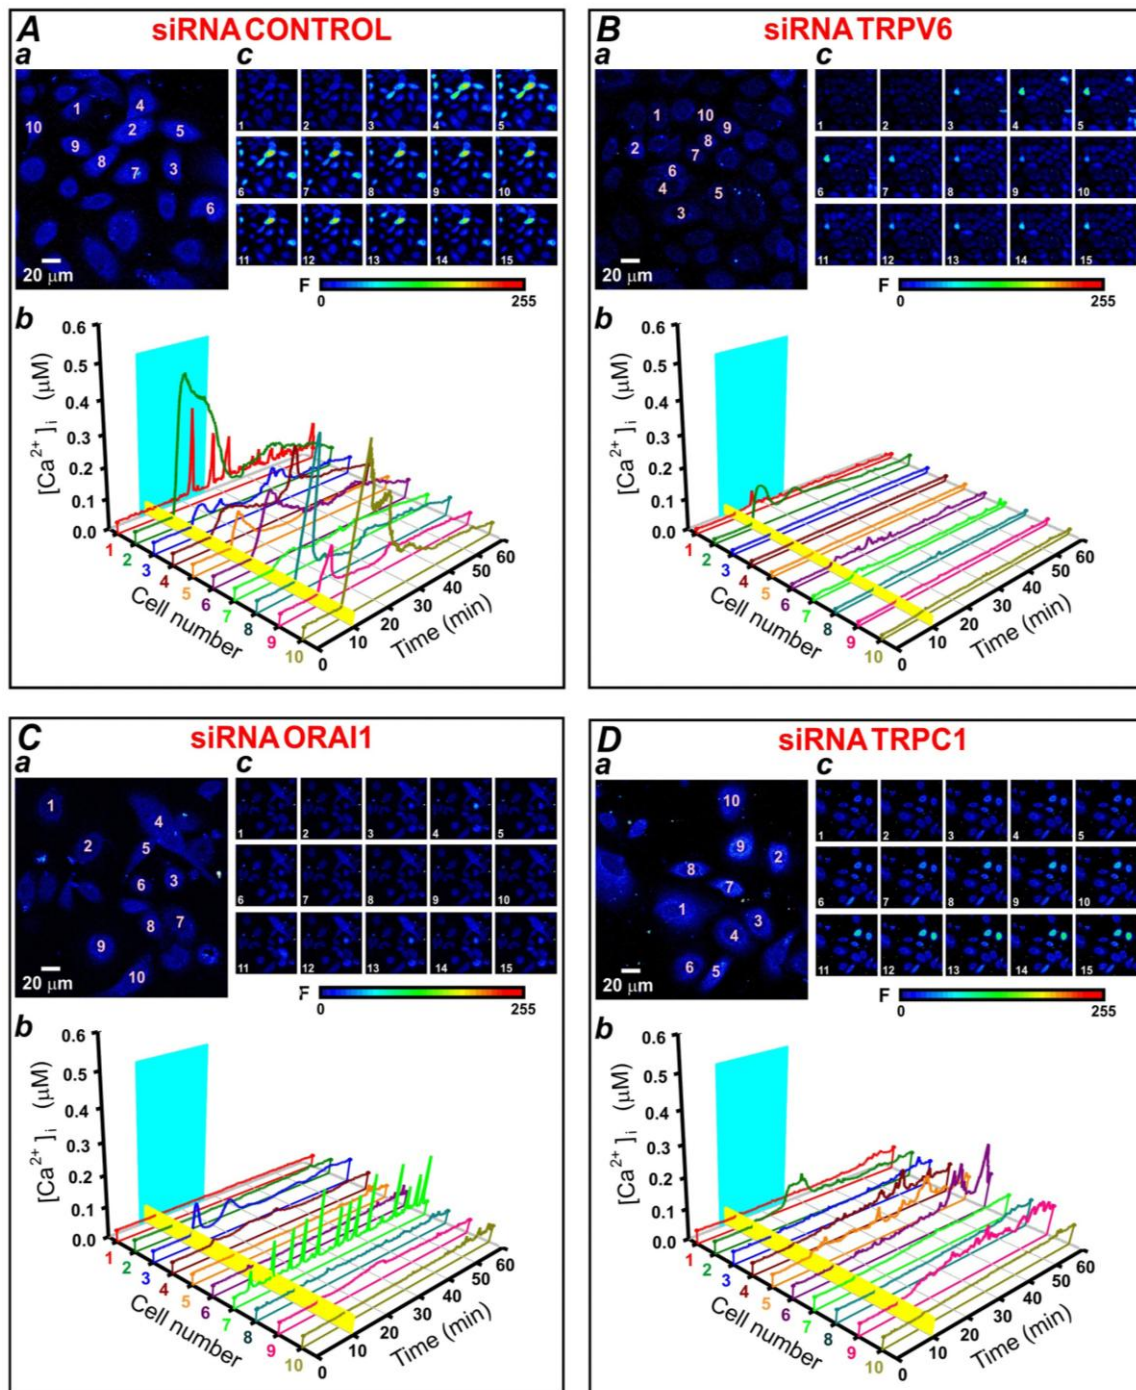 A siRNA CONTROL
a
1
4
10
2
5
9
8
7
3
6
20 μm
c
1 2 3 4 5
6 7 8 9 10
11 12 13 14 15
F
0 255
b
0.6
0.5
0.4
0.3
0.2
0.1
0.0
[Ca²⁺]ᵢ (μM)
1 2 3 4 5 6 7 8 9 10
Cell number
0 10 20 30 40 50 60
Time (min)
B siRNA TRPV6
a
1 10
9
2 8
7
6
4 5
3
20 μm
c
1 2 3 4 5
6 7 8 9 10
11 12 13 14 15
F
0 255
b
0.6
0.5
0.4
0.3
0.2
0.1
0.0
[Ca²⁺]ᵢ (μM)
1 2 3 4 5 6 7 8 9 10
Cell number
0 10 20 30 40 50 60
Time (min)
C siRNA ORAI1
a
1
4
2 5
6 3
8 7
9
10
20 μm
c
1 2 3 4 5
6 7 8 9 10
11 12 13 14 15
F
0 255
b
0.6
0.5
0.4
0.3
0.2
0.1
0.0
[Ca²⁺]ᵢ (μM)
1 2 3 4 5 6 7 8 9 10
Cell number
0 10 20 30 40 50 60
Time (min)
D siRNA TRPC1
a
10
9 2
8
7
1 3
4
6 5
20 μm
c
1 2 3 4 5
6 7 8 9 10
11 12 13 14 15
F
0 255
b
0.6
0.5
0.4
0.3
0.2
0.1
0.0
[Ca²⁺]ᵢ (μM)
1 2 3 4 5 6 7 8 9 10
Cell number
0 10 20 30 40 50 60
Time (min)